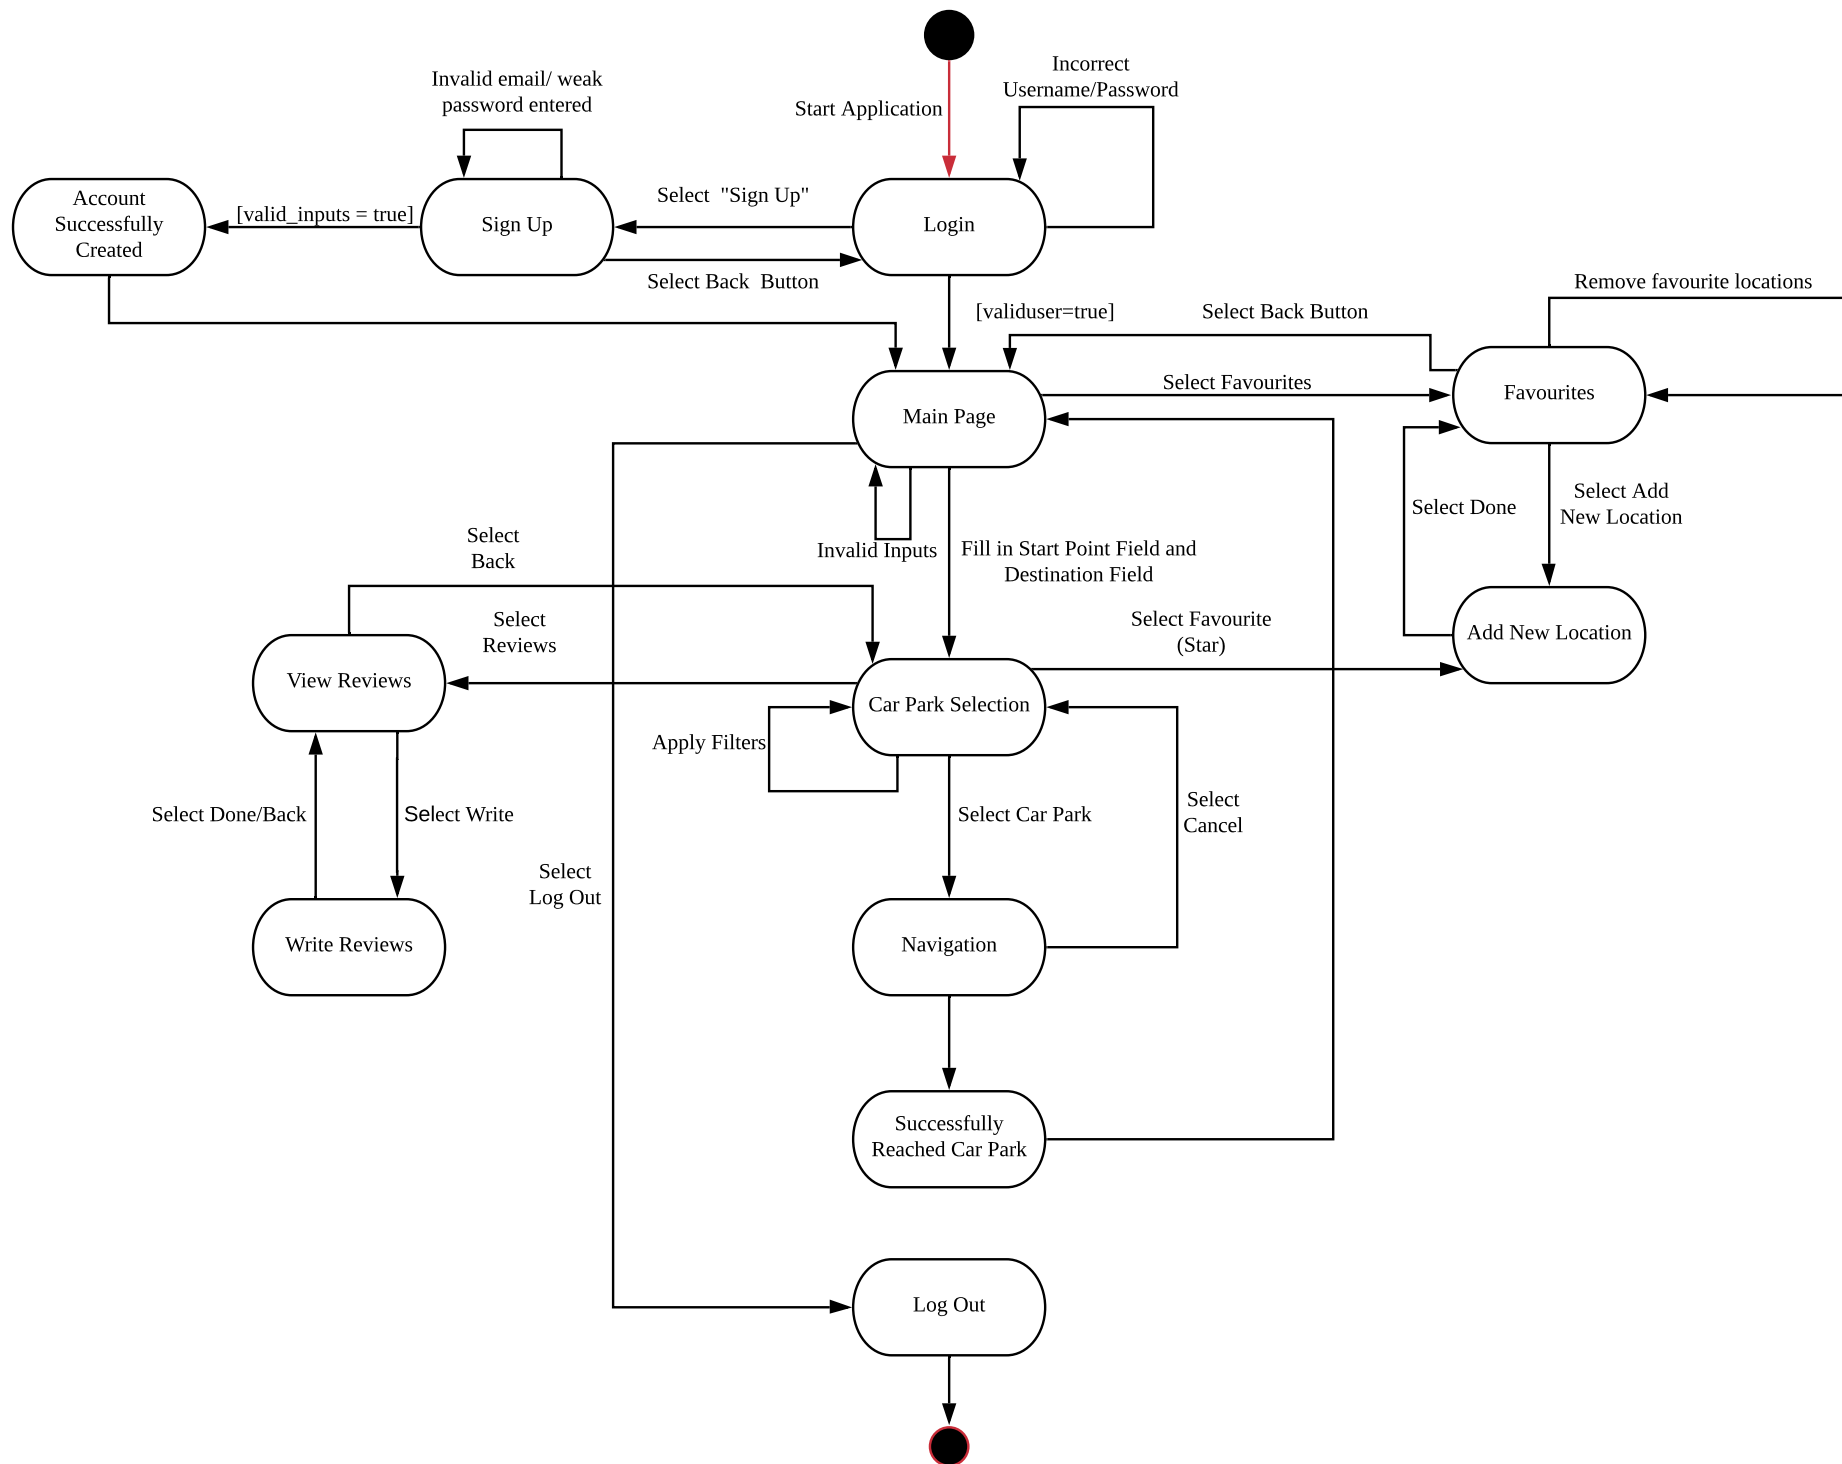 Incorrect
Username/Password
Invalid email/ weak
password entered
Start Application
Account
Successfully
Created
[valid_inputs = true]
Sign Up
Select  "Sign Up"
Login
Select Back  Button
Remove favourite locations
[validuser=true]
Select Back Button
Select Favourites
Main Page
Favourites
Select Add
New Location
Select Done
Select
Back
Invalid Inputs
Fill in Start Point Field and
Destination Field
Select
Reviews
Select Favourite
(Star)
Add New Location
View Reviews
Car Park Selection
Apply Filters
Select Done/Back
Select Write
Select Car Park
Select
Cancel
Select
Log Out
Write Reviews
Navigation
Successfully
Reached Car Park
Log Out